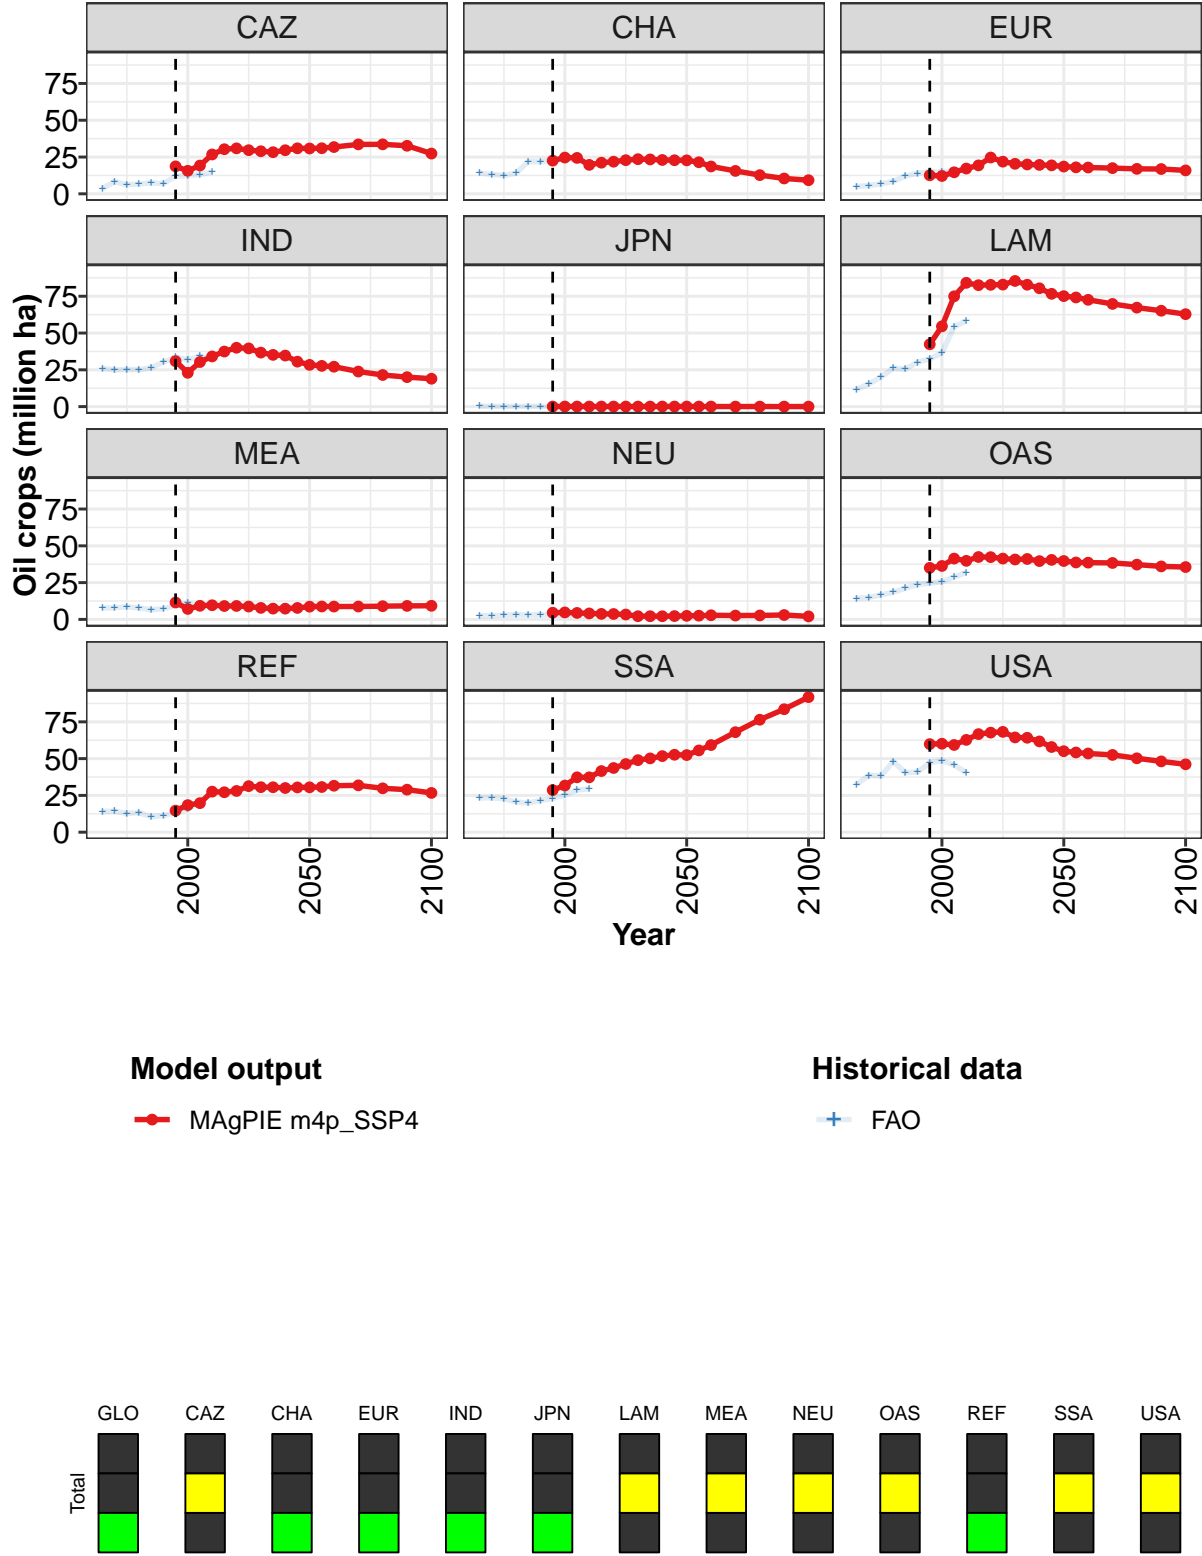 CAZ CHA EUR
75
50
25
0
IND JPN LAM
75
50
25
0
MEA NEU OAS
75
50
25
0
REF SSA USA
75
50
25
0
Oil crops (million ha)
2000 2050 2100 2000 2050 2100 2000 2050 2100
Year
Model output Historical data
MAgPIE m4p_SSP4 FAO
GLO CAZ CHA EUR IND JPN LAM MEA NEU OAS REF SSA USA
Total